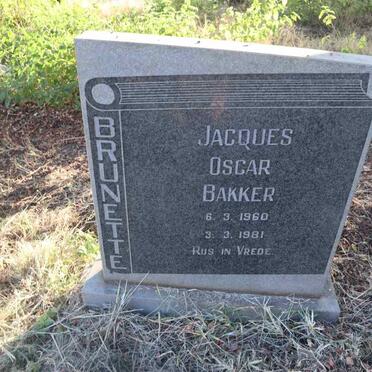 BRUNETTE
JACQUES
OSCAR
BAKKER
6. 3. 1960
3. 3. 1981
RUS IN VREDE